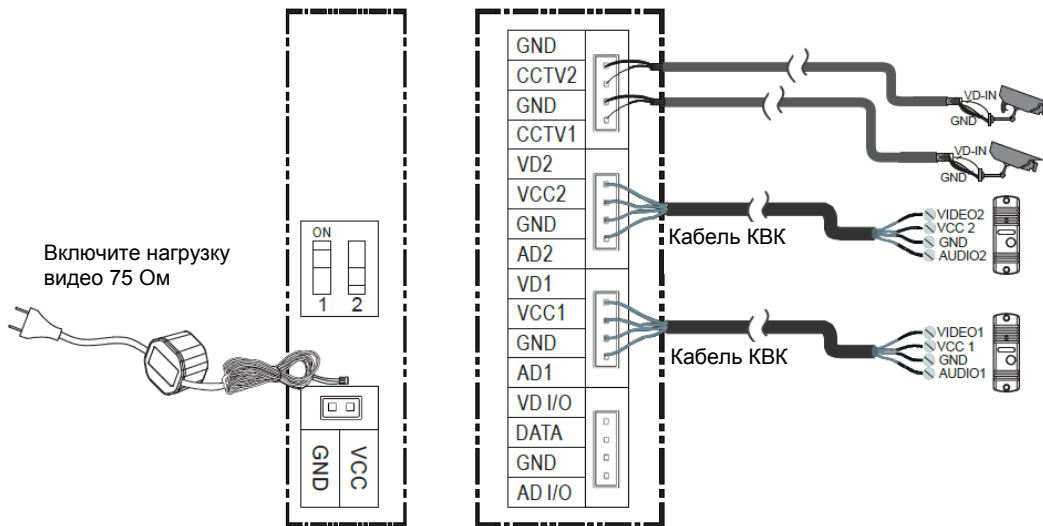 Включите нагрузку
видео 75 Ом
ON
1 2
GND
VCC
GND
CCTV2
GND
CCTV1
VD2
VCC2
GND
AD2
VD1
VCC1
GND
AD1
VD I/O
DATA
GND
AD I/O
Кабель КВК
Кабель КВК
VD-IN
GND
VD-IN
GND
VIDEO2
VCC 2
GND
AUDIO2
VIDEO1
VCC 1
GND
AUDIO1